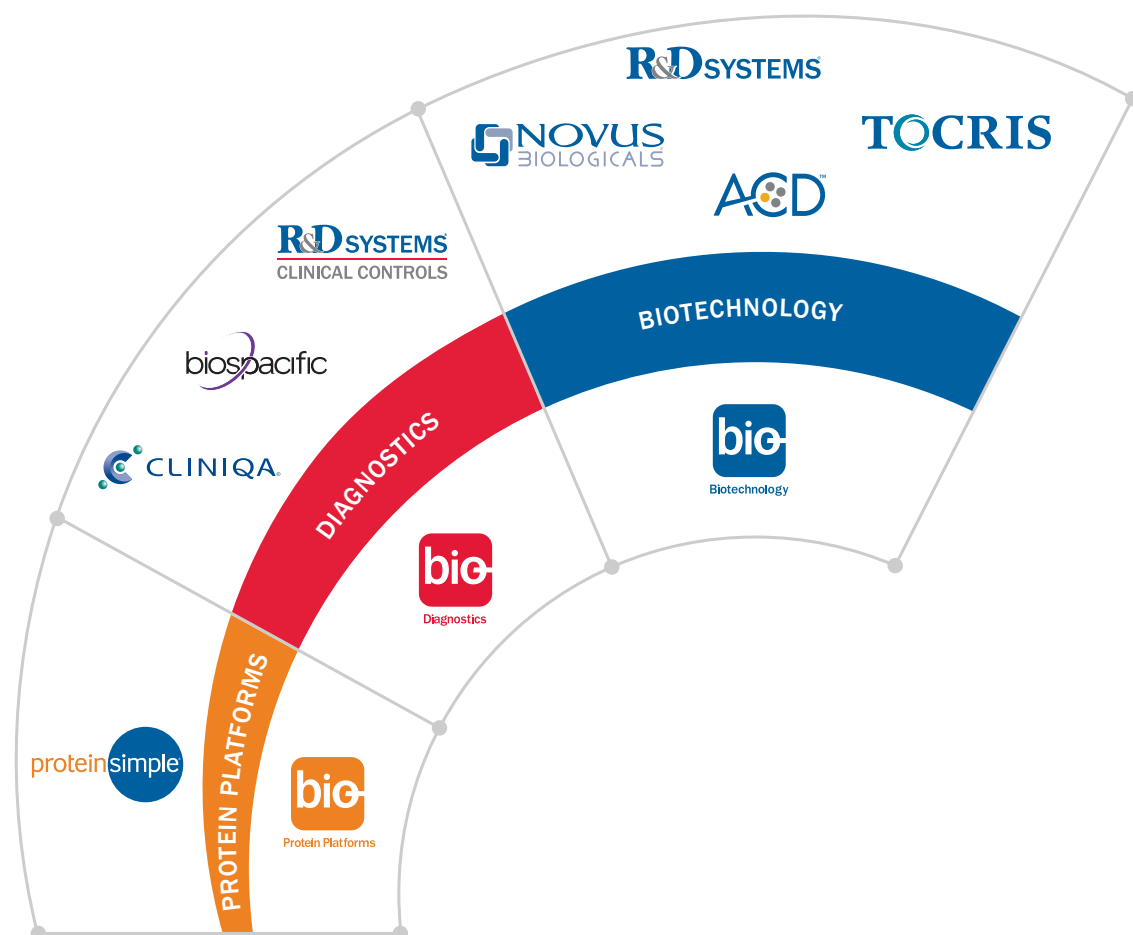 R&D SYSTEMS®
NOVUS
BIOLOGICALS®
TOCRIS
ACD™
BIOTECHNOLOGY
bio
Biotechnology
R&D SYSTEMS®
CLINICAL CONTROLS
biospacific
CLINIQA®
DIAGNOSTICS
bio
Diagnostics
proteinsimple®
PROTEIN PLATFORMS
bio
Protein Platforms